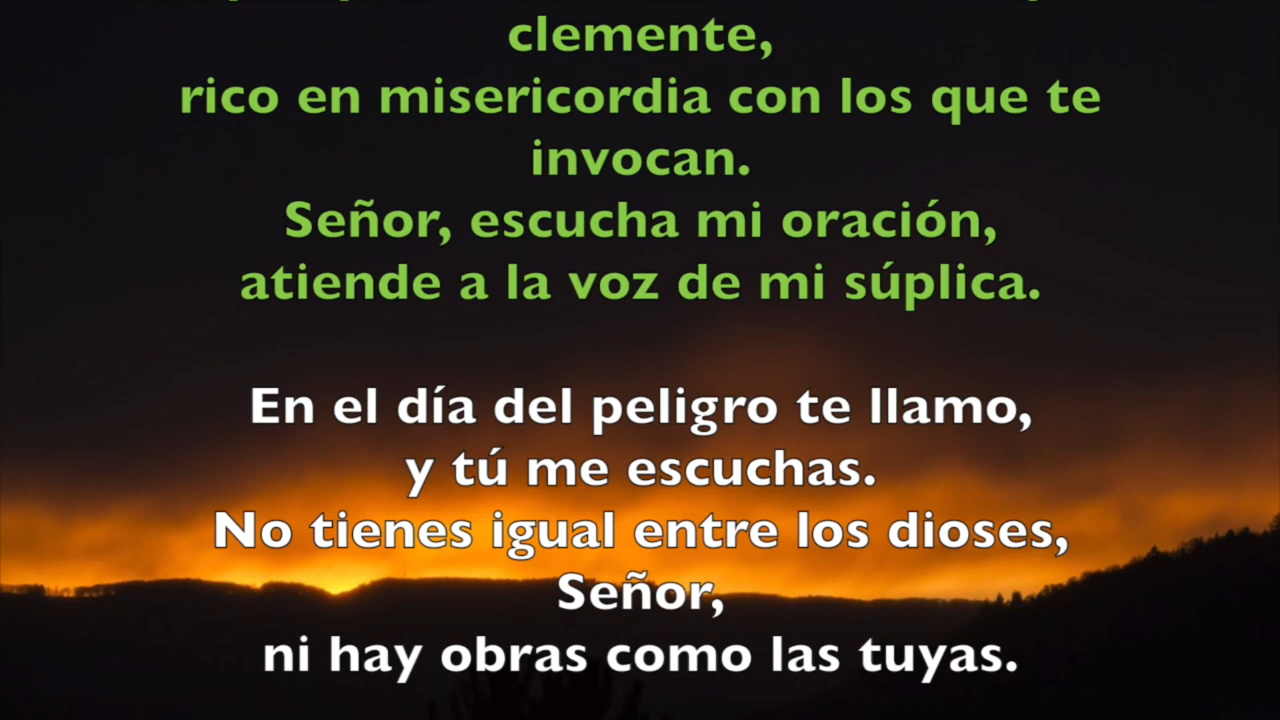 clemente,
rico en misericordia con los que te
invocan.
Señor, escucha mi oración,
atiende a la voz de mi súplica.
En el día del peligro te llamo,
y tú me escuchas.
No tienes igual entre los dioses,
Señor,
ni hay obras como las tuyas.